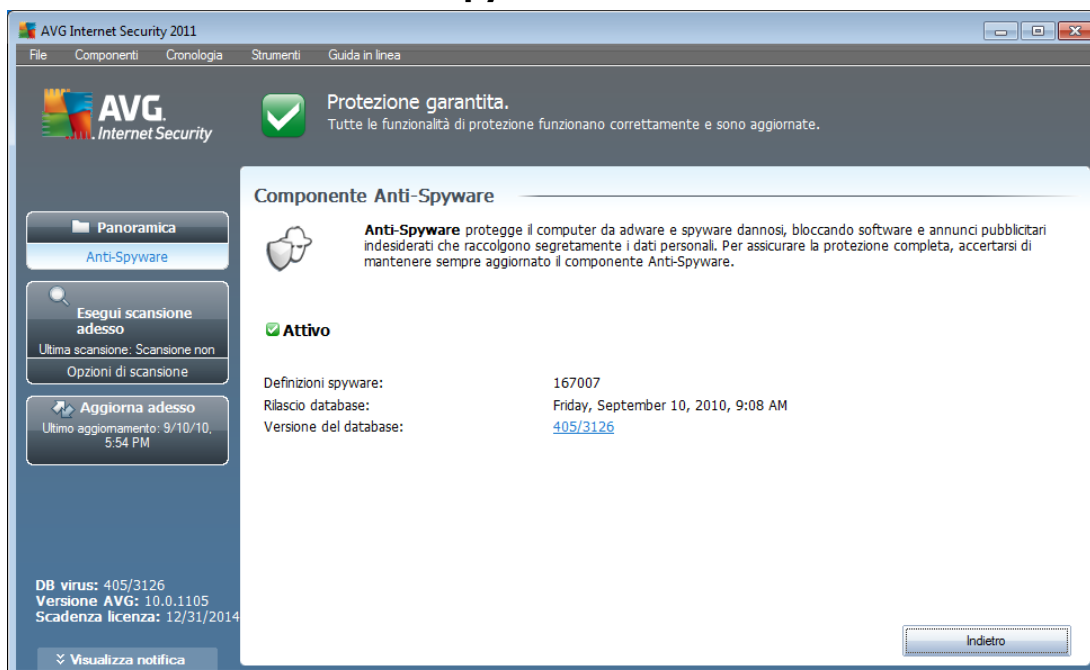 AVG Internet Security 2011
File Componenti Cronologia Strumenti Guida in linea
AVG.
Internet Security
Protezione garantita.
Tutte le funzionalità di protezione funzionano correttamente e sono aggiornate.
Panoramica
Anti-Spyware
Esegui scansione
adesso
Ultima scansione: Scansione non
Opzioni di scansione
Aggiorna adesso
Ultimo aggiornamento: 9/10/10,
5:54 PM
DB virus: 405/3126
Versione AVG: 10.0.1105
Scadenza licenza: 12/31/2014
Visualizza notifica
Componente Anti-Spyware
Anti-Spyware protegge il computer da adware e spyware dannosi, bloccando software e annunci pubblicitari
indesiderati che raccolgono segretamente i dati personali. Per assicurare la protezione completa, accertarsi di
mantenere sempre aggiornato il componente Anti-Spyware.
Attivo
Definizioni spyware: 167007
Rilascio database: Friday, September 10, 2010, 9:08 AM
Versione del database: 405/3126
Indietro